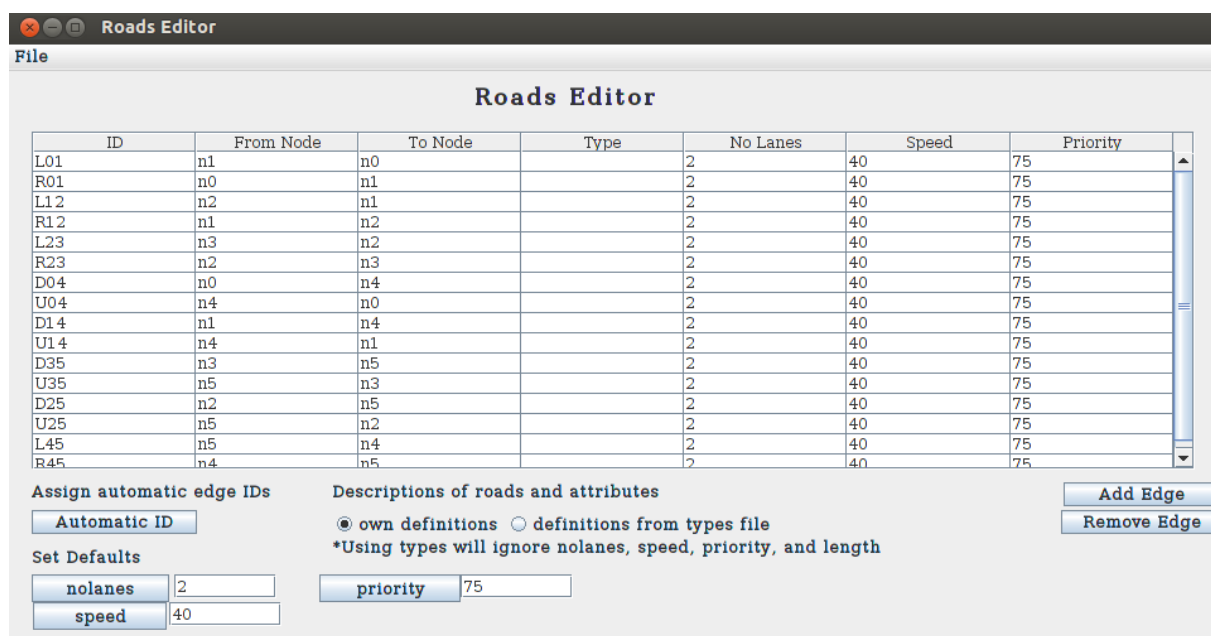 Roads Editor
File
Roads Editor
ID From Node To Node Type No Lanes Speed Priority
L01 n1 n0 2 40 75
R01 n0 n1 2 40 75
L12 n2 n1 2 40 75
R12 n1 n2 2 40 75
L23 n3 n2 2 40 75
R23 n2 n3 2 40 75
D04 n0 n4 2 40 75
U04 n4 n0 2 40 75
D14 n1 n4 2 40 75
U14 n4 n1 2 40 75
D35 n3 n5 2 40 75
U35 n5 n3 2 40 75
D25 n2 n5 2 40 75
U25 n5 n2 2 40 75
L45 n5 n4 2 40 75
R45 n4 n5 2 40 75
Assign automatic edge IDs Descriptions of roads and attributes Add Edge
Automatic ID own definitions definitions from types file Remove Edge
*Using types will ignore nolanes, speed, priority, and length
Set Defaults
nolanes 2 priority 75
speed 40